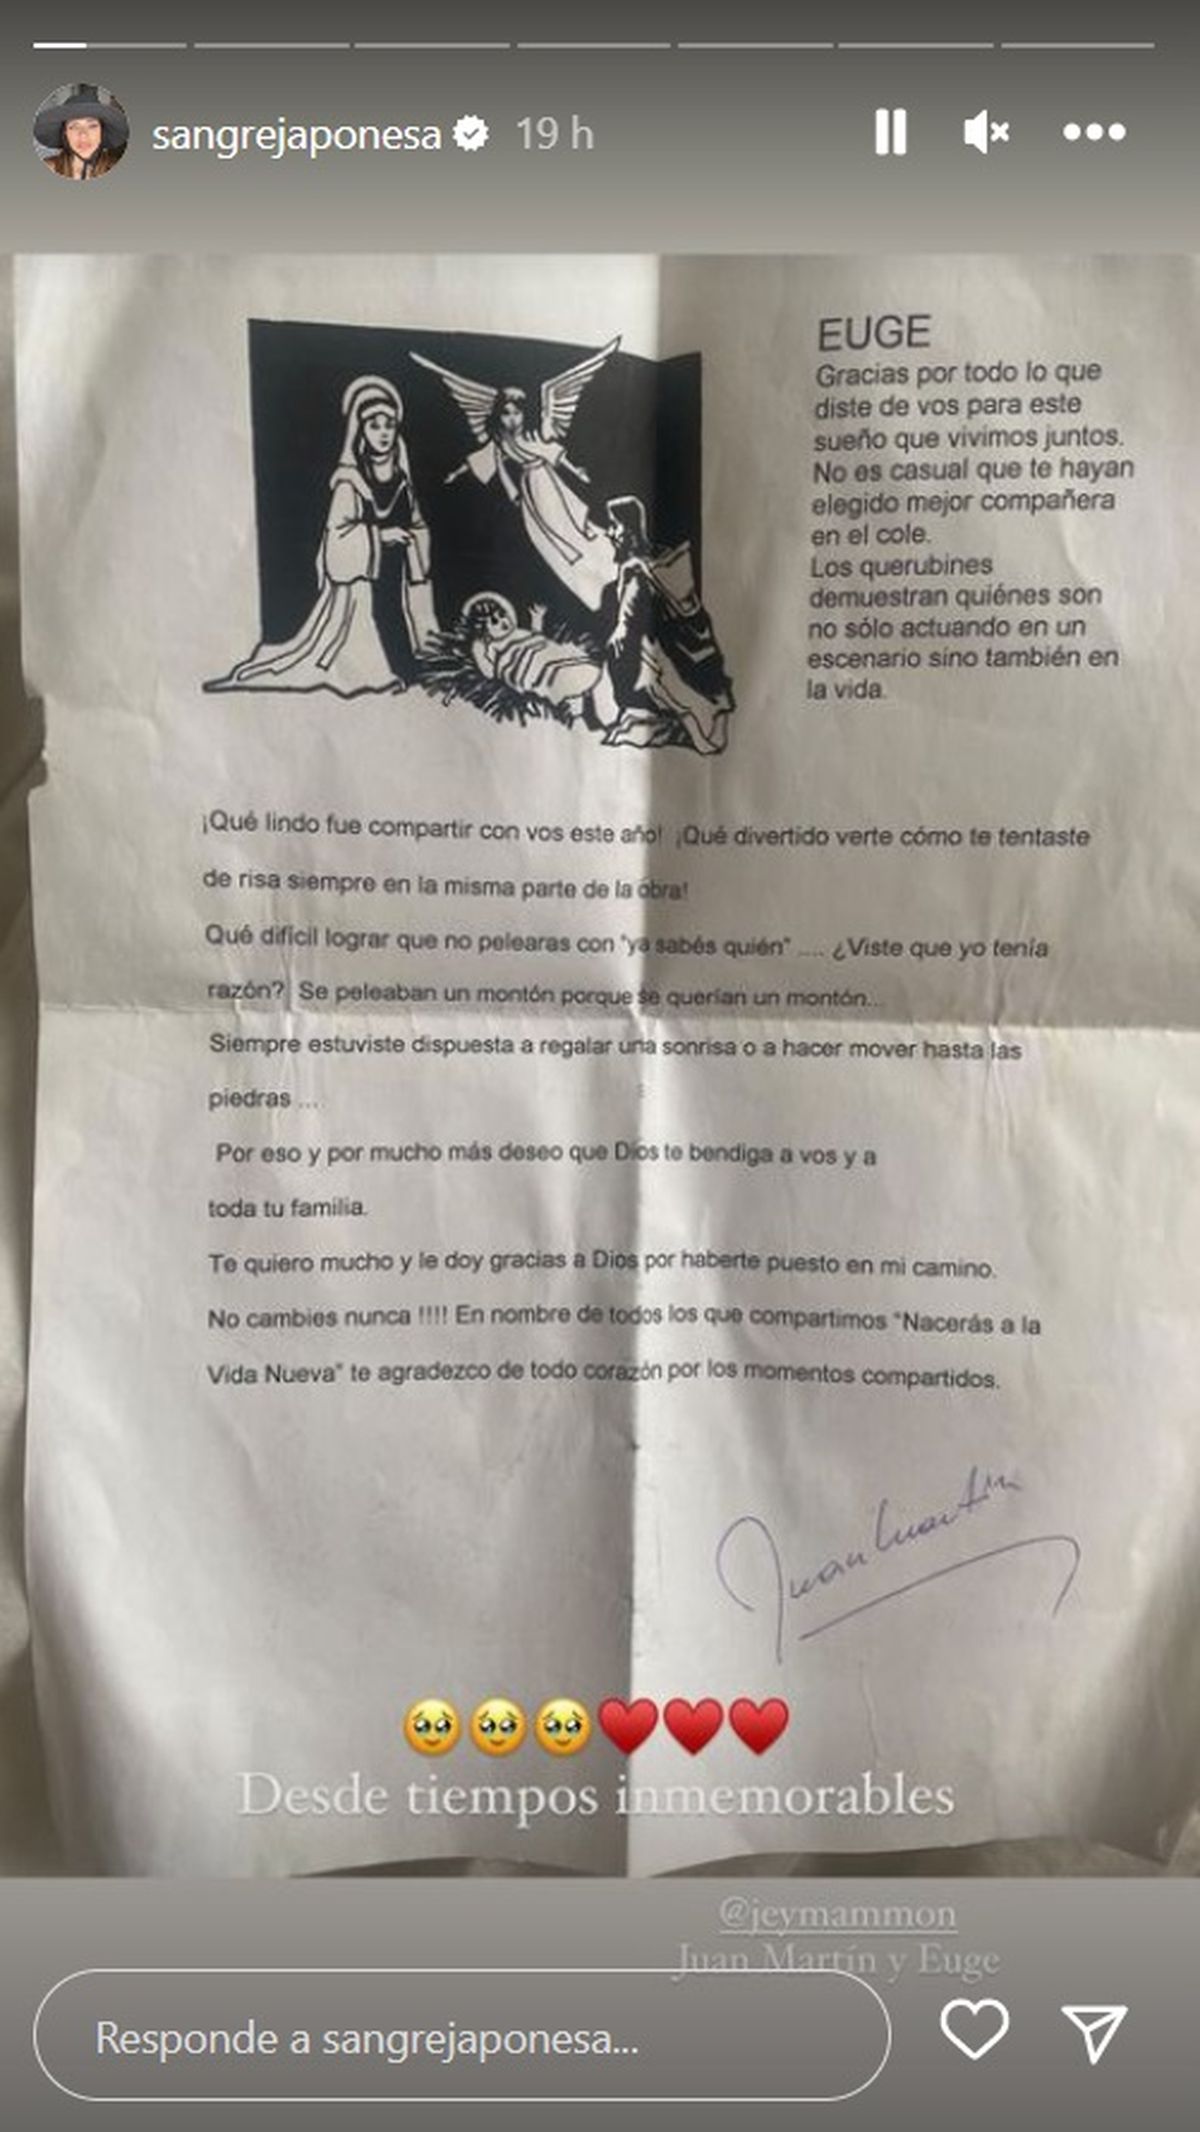 sangrejaponesa 19 h
EUGE
Gracias por todo lo que
diste de vos para este
sueño que vivimos juntos.
No es casual que te hayan
elegido mejor compañera
en el cole.
Los querubines
demuestran quiénes son
no sólo actuando en un
escenario sino también en
la vida.
¡Qué lindo fue compartir con vos este año! ¡Qué divertido verte cómo te tentaste
de risa siempre en la misma parte de la obra!
Qué difícil lograr que no pelearas con "ya sabés quién" .... ¿Viste que yo tenía
razón? Se peleaban un montón porque se querían un montón...
Siempre estuviste dispuesta a regalar una sonrisa o a hacer mover hasta las
piedras ...
Por eso y por mucho más deseo que Dios te bendiga a vos y a
toda tu familia.
Te quiero mucho y le doy gracias a Dios por haberte puesto en mi camino.
No cambies nunca !!!! En nombre de todos los que compartimos "Nacerás a la
Vida Nueva" te agradezco de todo corazón por los momentos compartidos.
Juan Martín
🥹🥹🥹❤️❤️❤️
Desde tiempos inmemorables
@jeymammon
Juan Martín y Euge
Responde a sangrejaponesa...